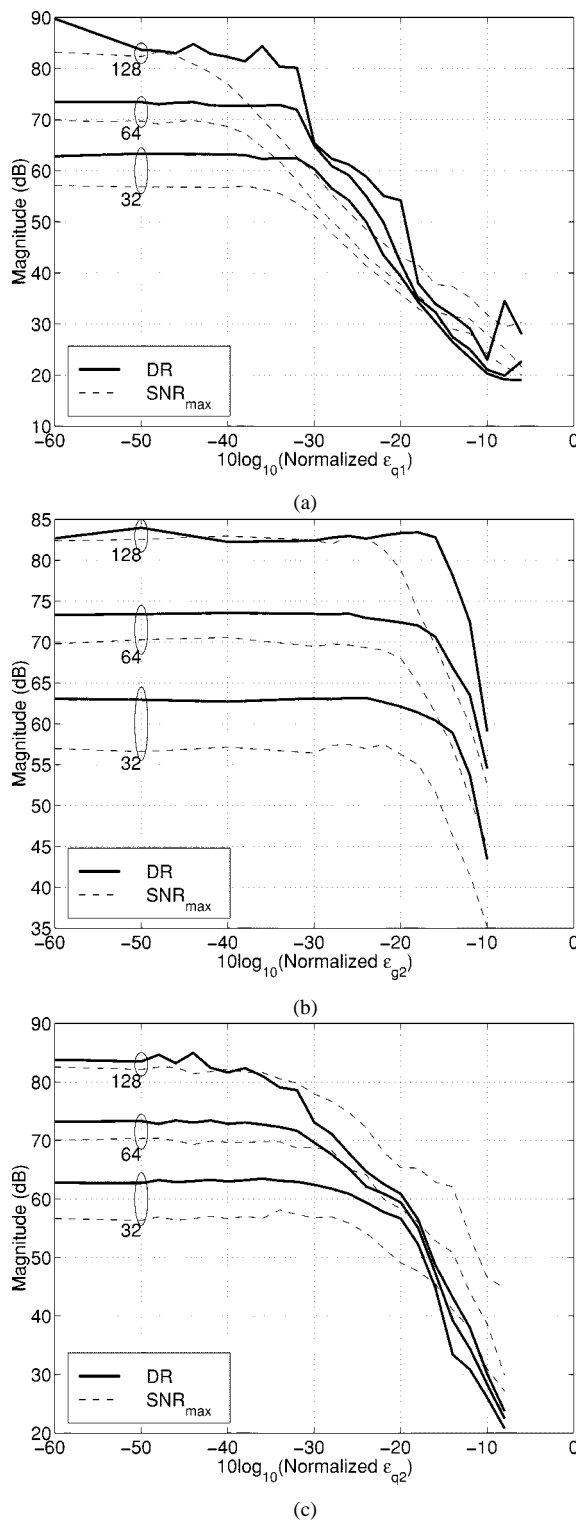 90
80
70
60
50
40
30
20
10
Magnitude (dB)
128
64
32
DR
SNRmax
−60 −50 −40 −30 −20 −10 0
10log10(Normalized εq1)
(a)
85
80
75
70
65
60
55
50
45
40
35
Magnitude (dB)
128
64
32
DR
SNRmax
−60 −50 −40 −30 −20 −10 0
10log10(Normalized εg2)
(b)
90
80
70
60
50
40
30
20
Magnitude (dB)
128
64
32
DR
SNRmax
−60 −50 −40 −30 −20 −10 0
10log10(Normalized εq2)
(c)